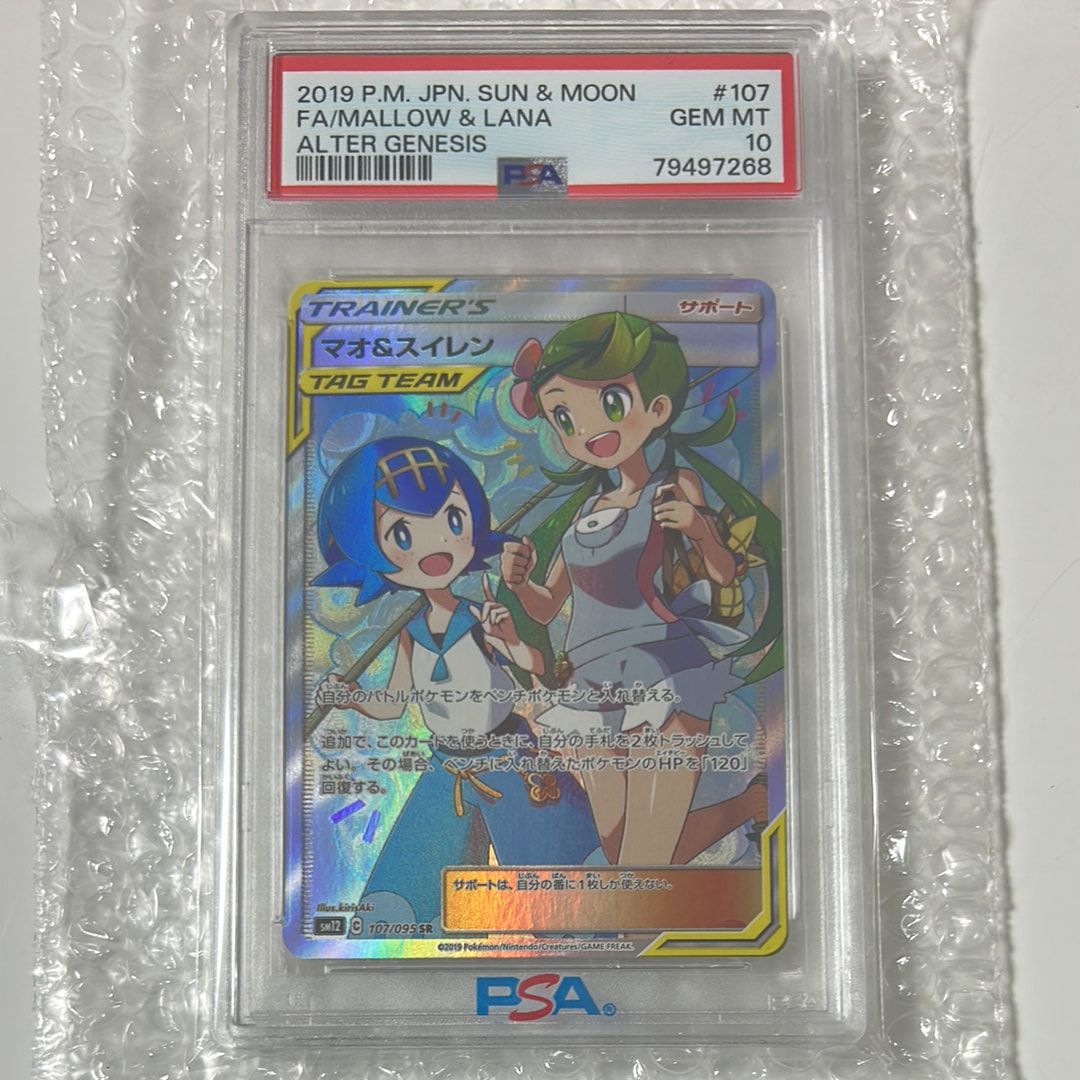 2019 P.M. JPN. SUN & MOON #107
FA/MALLOW & LANA GEM MT
ALTER GENESIS 10
PSA 79497268
TRAINER'S サポート
マオ&スイレン
TAG TEAM
自分のバトルポケモンをベンチポケモンと入れ替える。
追加で、このカードを使うときに、自分の手札を2枚トラッシュして
よい。その場合、ベンチに入れ替えたポケモンのHPを「120」
回復する。
サポートは、自分の番に1枚しか使えない。
Illus.kirisAki
sm12 C 107/095 SR
©2019 Pokémon/Nintendo/Creatures/GAME FREAK.
PSA®